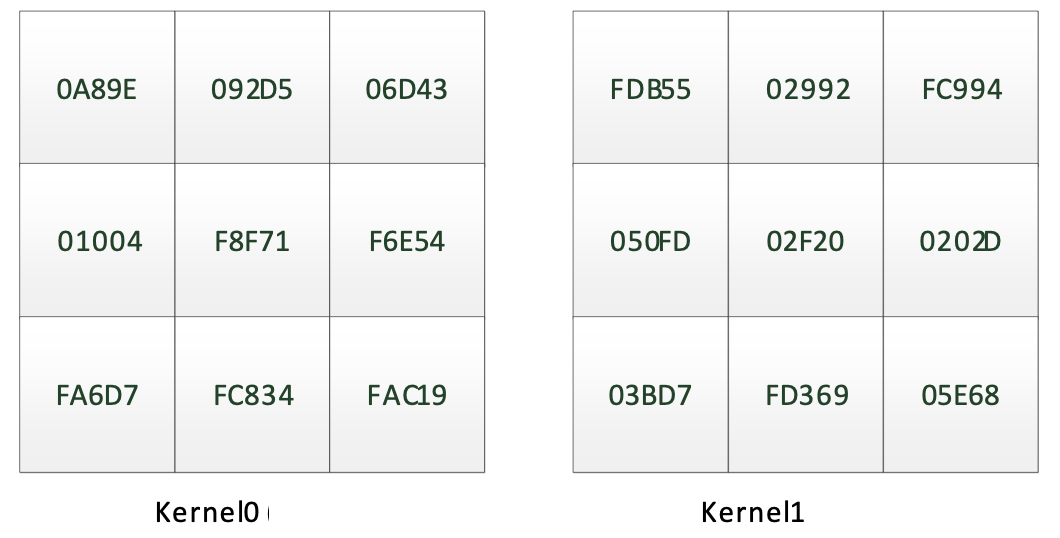 0A89E 092D5 06D43 FDB55 02992 FC994
01004 F8F71 F6E54 050FD 02F20 0202D
FA6D7 FC834 FAC19 03BD7 FD369 05E68
Kernel0 ( Kernel1